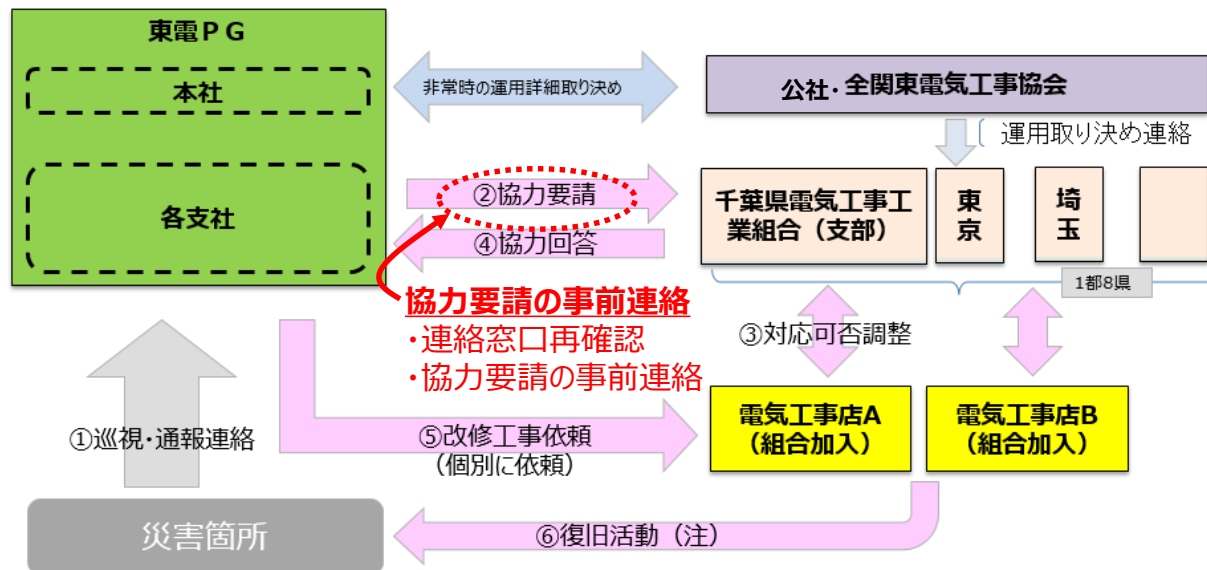 東電ＰＧ
本社
各支社
非常時の運用詳細取り決め
公社・全関東電気工事協会
運用取り決め連絡
②協力要請
④協力回答
千葉県電気工事工
業組合（支部）
東
京
埼
玉
1都8県
協力要請の事前連絡
・連絡窓口再確認
・協力要請の事前連絡
③対応可否調整
①巡視・通報連絡
⑤改修工事依頼
（個別に依頼）
電気工事店A
（組合加入）
電気工事店B
（組合加入）
災害箇所
⑥復旧活動（注）